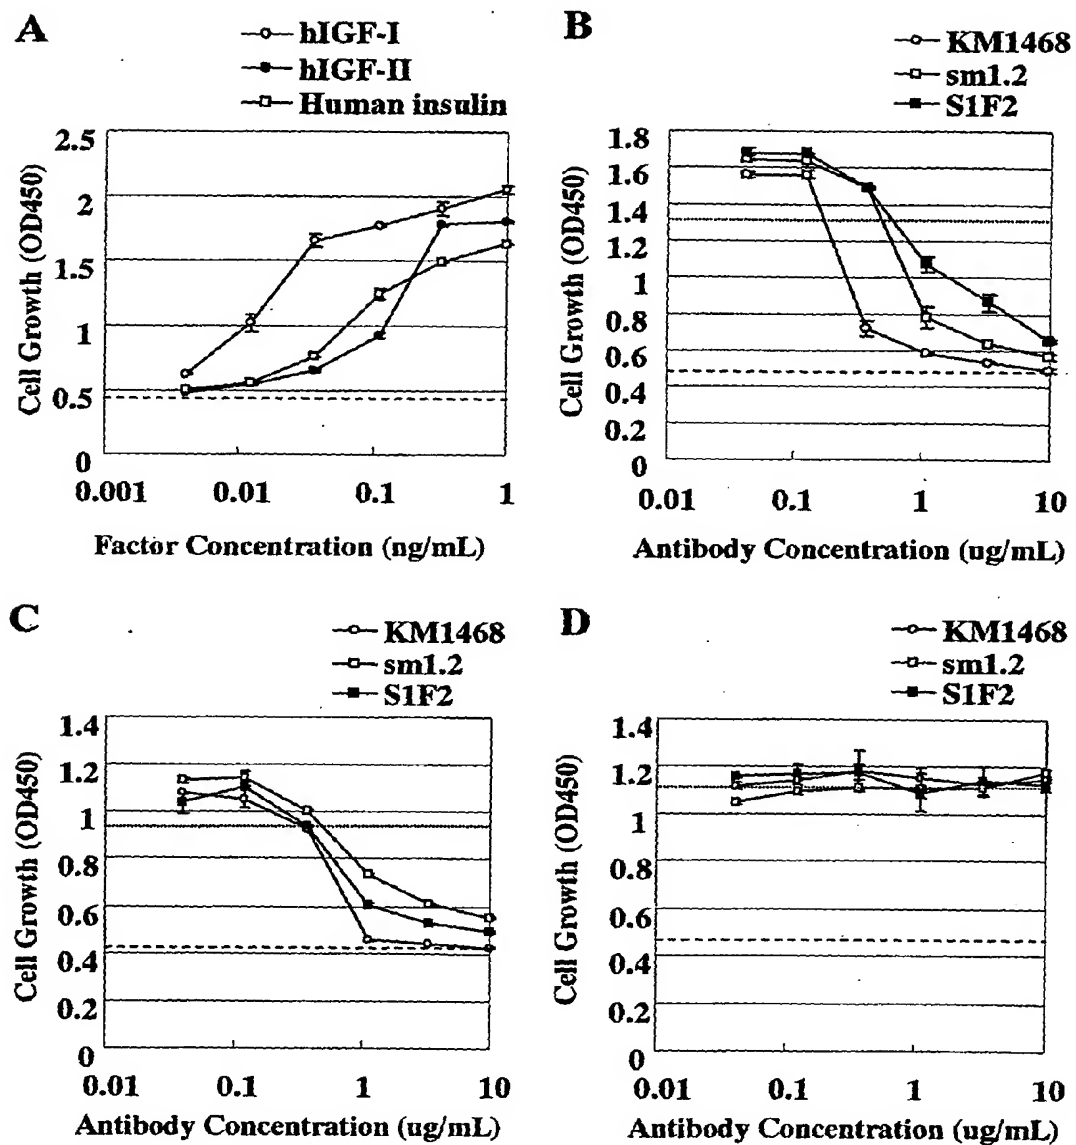 A
hIGF-I
hIGF-II
Human insulin
2.5
2
1.5
1
0.5
0
0.001
0.01
0.1
1
Cell Growth (OD450)
Factor Concentration (ng/mL)
B
KM1468
sm1.2
S1F2
1.8
1.6
1.4
1.2
1
0.8
0.6
0.4
0.2
0
0.01
0.1
1
10
Cell Growth (OD450)
Antibody Concentration (ug/mL)
C
KM1468
sm1.2
S1F2
1.4
1.2
1
0.8
0.6
0.4
0.2
0
0.01
0.1
1
10
Cell Growth (OD450)
Antibody Concentration (ug/mL)
D
KM1468
sm1.2
S1F2
1.4
1.2
1
0.8
0.6
0.4
0.2
0
0.01
0.1
1
10
Cell Growth (OD450)
Antibody Concentration (ug/mL)